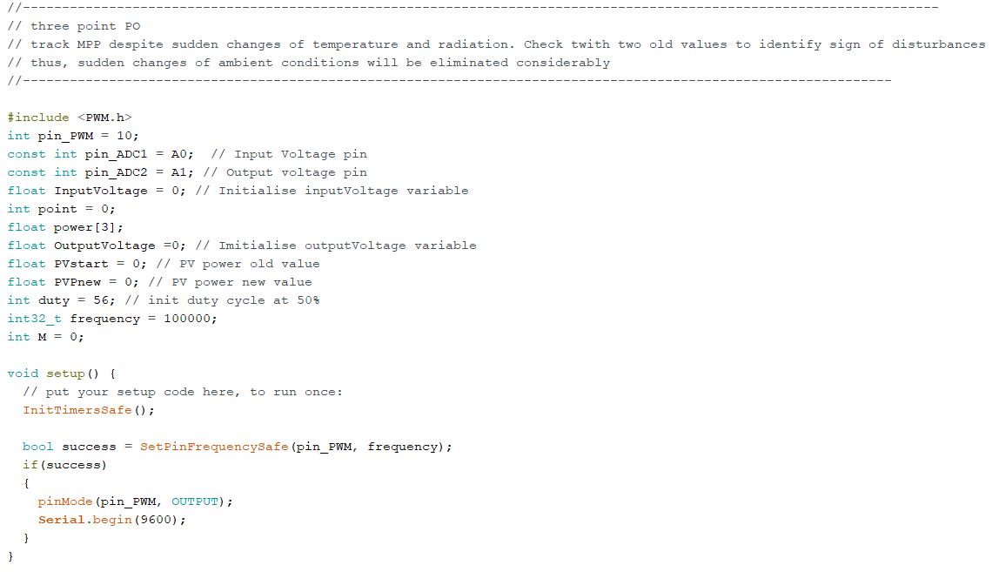 //---------------------------------------------------------------------------------------------------------------------
// three point PO
// track MPP despite sudden changes of temperature and radiation. Check twith two old values to identify sign of disturbances
// thus, sudden changes of ambient conditions will be eliminated considerably
//---------------------------------------------------------------------------------------------------------------
#include <PWM.h>
int pin_PWM = 10;
const int pin_ADC1 = A0;  // Input Voltage pin
const int pin_ADC2 = A1; // Output voltage pin
float InputVoltage = 0; // Initialise inputVoltage variable
int point = 0;
float power[3];
float OutputVoltage =0; // Imitialise outputVoltage variable
float PVstart = 0; // PV power old value
float PVPnew = 0; // PV power new value
int duty = 56; // init duty cycle at 50%
int32_t frequency = 100000;
int M = 0;
void setup() {
  // put your setup code here, to run once:
  InitTimersSafe();
  bool success = SetPinFrequencySafe(pin_PWM, frequency);
  if(success)
  {
    pinMode(pin_PWM, OUTPUT);
    Serial.begin(9600);
  }
}